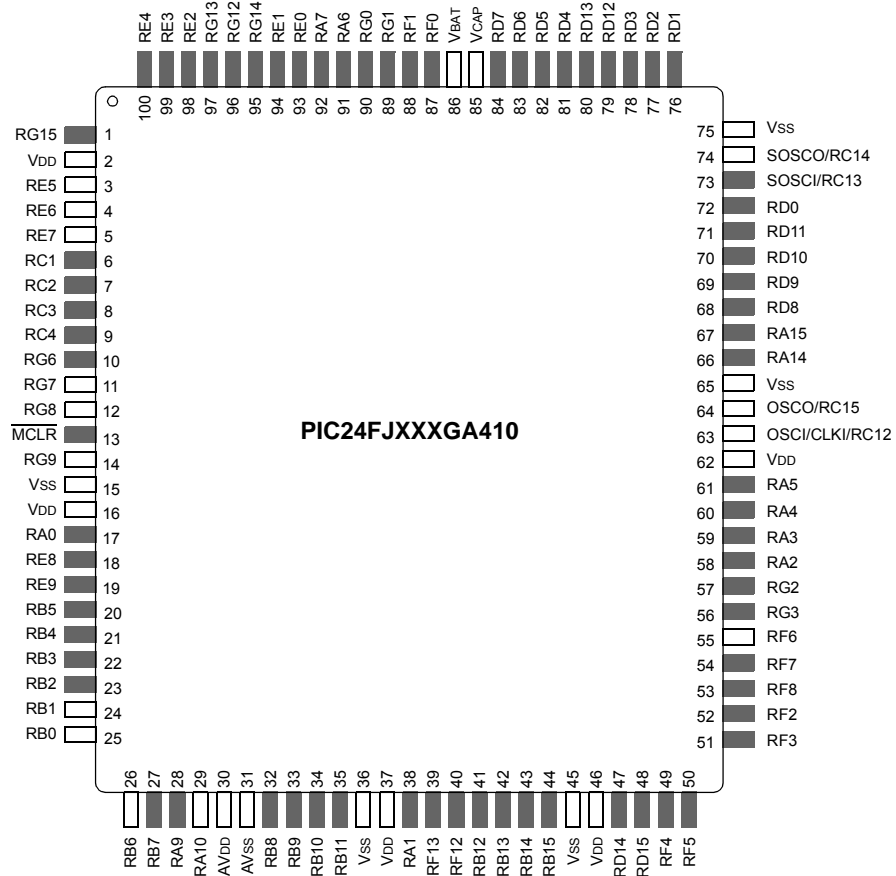 RE4 RE3 RE2 RG13 RG12 RG14 RE1 RE0 RA7 RA6 RG0 RG1 RF1 RF0 VBAT VCAP RD7 RD6 RD5 RD4 RD13 RD12 RD3 RD2 RD1
100 99 98 97 96 95 94 93 92 91 90 89 88 87 86 85 84 83 82 81 80 79 78 77 76
RG15 1
VDD 2
RE5 3
RE6 4
RE7 5
RC1 6
RC2 7
RC3 8
RC4 9
RG6 10
RG7 11
RG8 12
MCLR 13
RG9 14
VSS 15
VDD 16
RA0 17
RE8 18
RE9 19
RB5 20
RB4 21
RB3 22
RB2 23
RB1 24
RB0 25
PIC24FJXXXGA410
75 VSS
74 SOSCO/RC14
73 SOSCI/RC13
72 RD0
71 RD11
70 RD10
69 RD9
68 RD8
67 RA15
66 RA14
65 VSS
64 OSCO/RC15
63 OSCI/CLKI/RC12
62 VDD
61 RA5
60 RA4
59 RA3
58 RA2
57 RG2
56 RG3
55 RF6
54 RF7
53 RF8
52 RF2
51 RF3
26 27 28 29 30 31 32 33 34 35 36 37 38 39 40 41 42 43 44 45 46 47 48 49 50
RB6 RB7 RA9 RA10 AVDD AVSS RB8 RB9 RB10 RB11 VSS VDD RA1 RF13 RF12 RB12 RB13 RB14 RB15 VSS VDD RD14 RD15 RF4 RF5